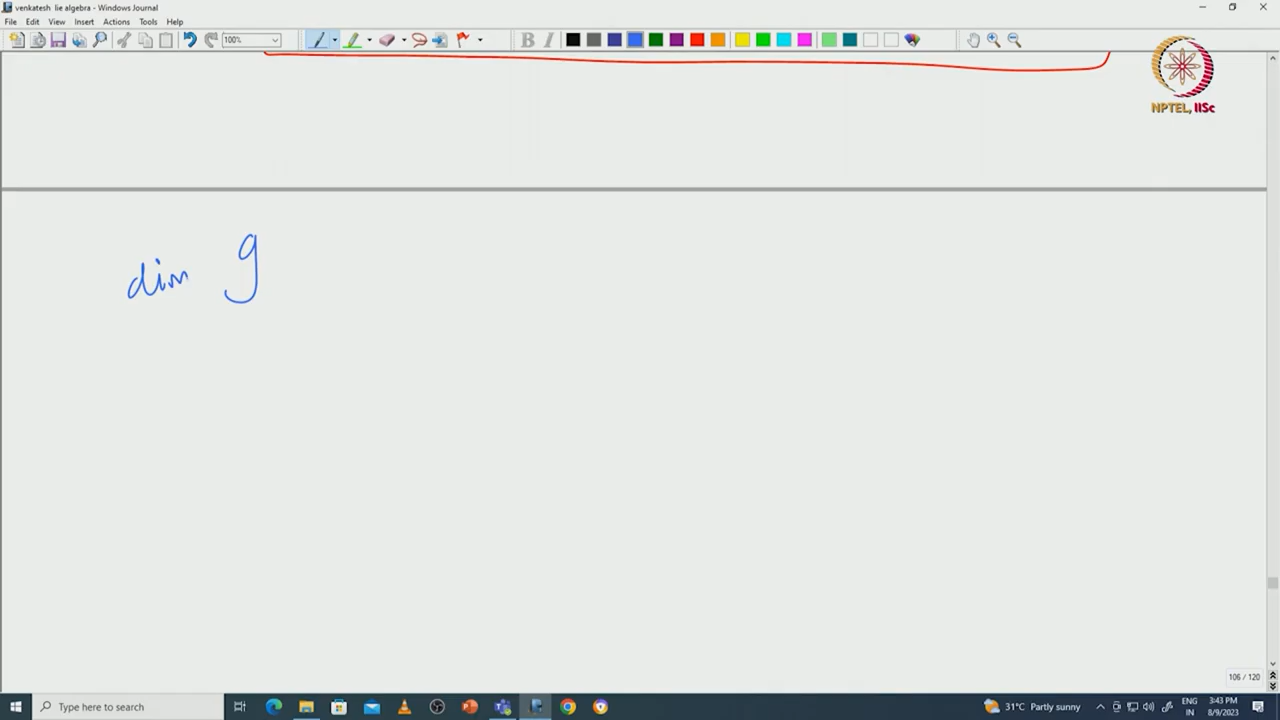 venkatesh lie algebra - Windows Journal
File Edit View Insert Actions Tools Help
100%
B I
NPTEL, IISc
dim g
106 / 120
Type here to search
31°C Partly sunny
ENG
IN
3:43 PM
8/9/2023